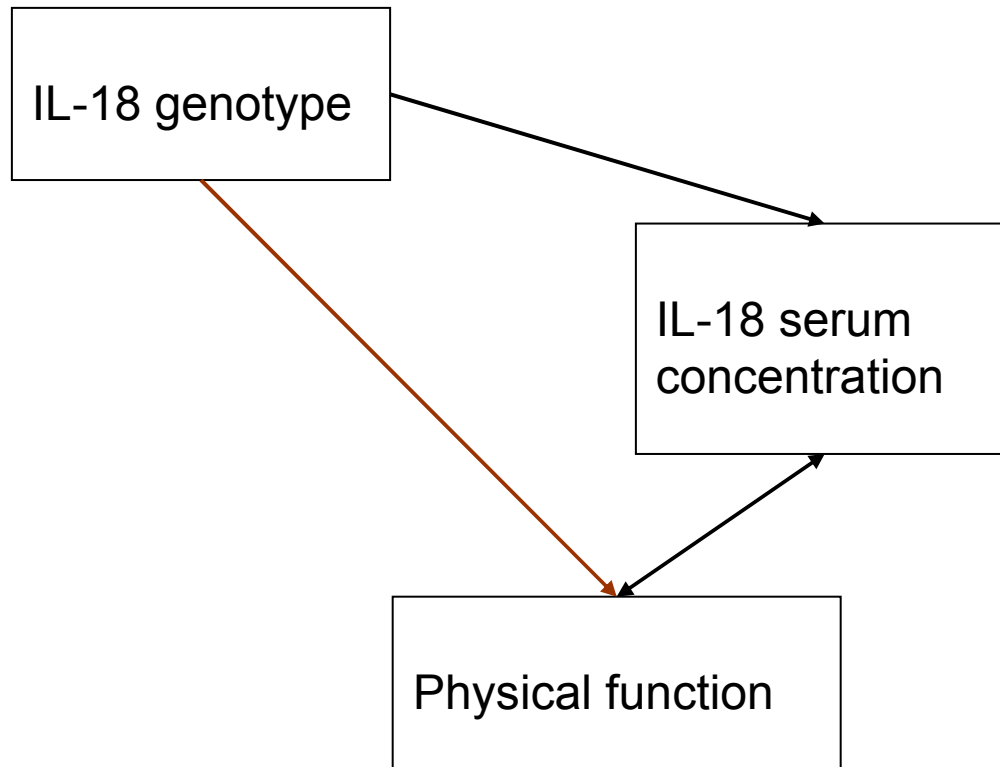 IL-18 genotype
IL-18 serum
concentration
Physical function